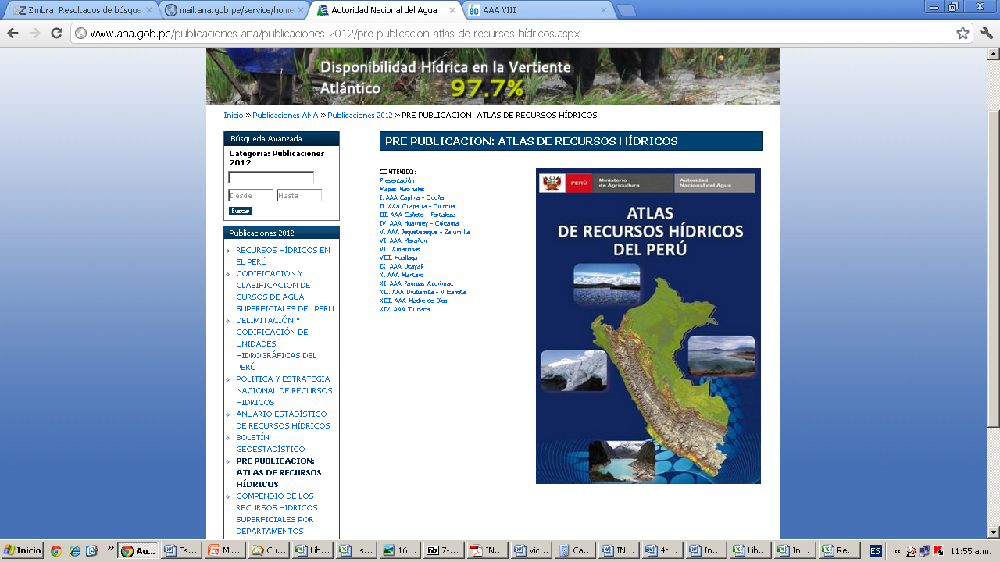 Zimbra: Resultados de búsque
mail.ana.gob.pe/service/home
Autoridad Nacional del Agua
AAA VIII
www.ana.gob.pe/publicaciones-ana/publicaciones-2012/pre-publicacion-atlas-de-recursos-hídricos.aspx
Disponibilidad Hídrica en la Vertiente
Atlántico 97.7%
Inicio » Publicaciones ANA » Publicaciones 2012 » PRE PUBLICACION: ATLAS DE RECURSOS HÍDRICOS
Búsqueda Avanzada
Categoria: Publicaciones
2012
Desde Hasta
Buscar
Publicaciones 2012
RECURSOS HÍDRICOS EN
EL PERÚ
CODIFICACION Y
CLASIFICACION DE
CURSOS DE AGUA
SUPERFICIALES DEL PERU
DELIMITACIÓN Y
CODIFICACIÓN DE
UNIDADES
HIDROGRÁFICAS DEL
PERÚ
POLITICA Y ESTRATEGIA
NACIONAL DE RECURSOS
HIDRICOS
ANUARIO ESTADÍSTICO
DE RECURSOS HÍDRICOS
BOLETÍN
GEOESTADÍSTICO
PRE PUBLICACION:
ATLAS DE RECURSOS
HÍDRICOS
COMPENDIO DE LOS
RECURSOS HIDRICOS
SUPERFICIALES POR
DEPARTAMENTOS
PRE PUBLICACION: ATLAS DE RECURSOS HÍDRICOS
CONTENIDO:
Presentación
Mapas Nacinales
I. AAA Caplina - Ocoña
II. AAA Chaparra - Chincha
III. AAA Cañete - Fortaleza
IV. AAA Huarmey - Chicama
V. AAA Jequetepeque - Zarumilla
VI. AAA Marañon
VII. Amazonas
VIII. Huallaga
IX. AAA Ucayali
X. AAA Mantaro
XI. AAA Pampas Apurimac
XII. AAA Urubamba - Vilcanota
XIII. AAA Madre de Dios
XIV. AAA Titicaca
PERÚ
Ministerio
de Agricultura
Autoridad
Nacional del Agua
ATLAS
DE RECURSOS HÍDRICOS
DEL PERÚ
Inicio
»
Au...
Es...
Mi...
Cu...
Lib...
Lis...
16...
7-...
IN...
vic...
Ca...
IN...
4t...
In...
Lib...
In...
Re...
ES
«
11:55 a.m.